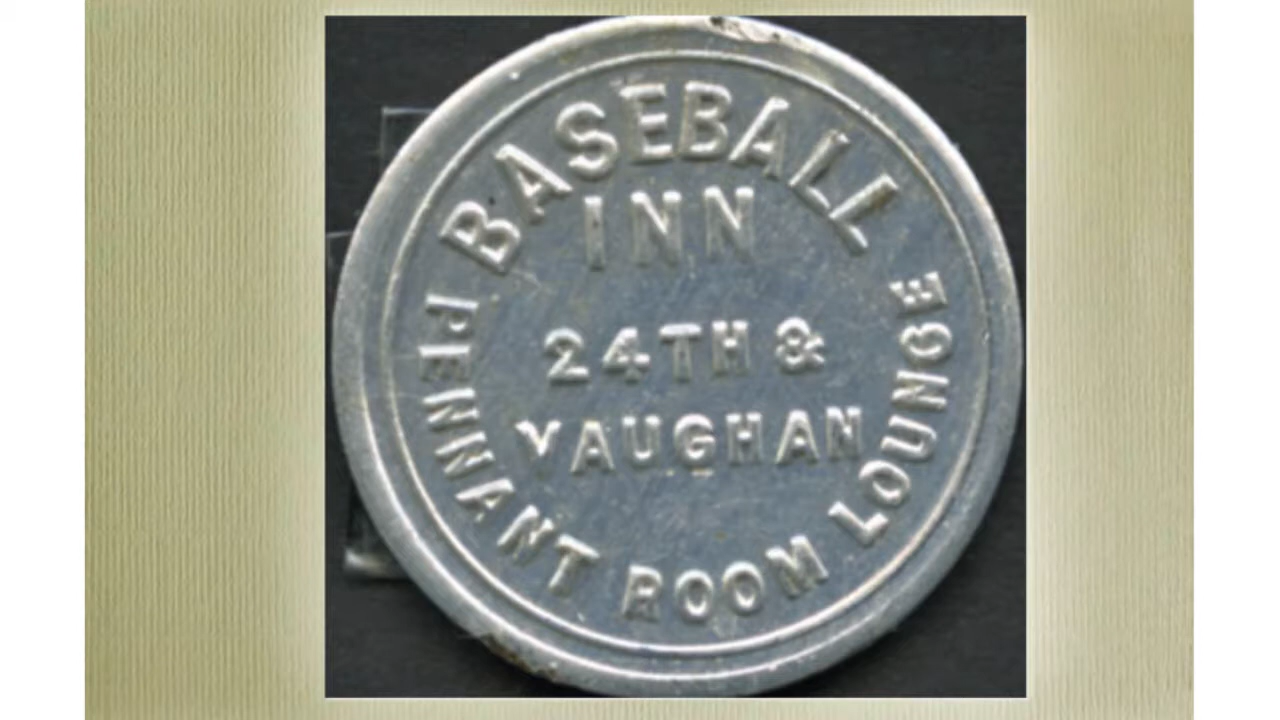 BASEBALL
INN
24TH &
VAUGHAN
PENNANT ROOM LOUNGE